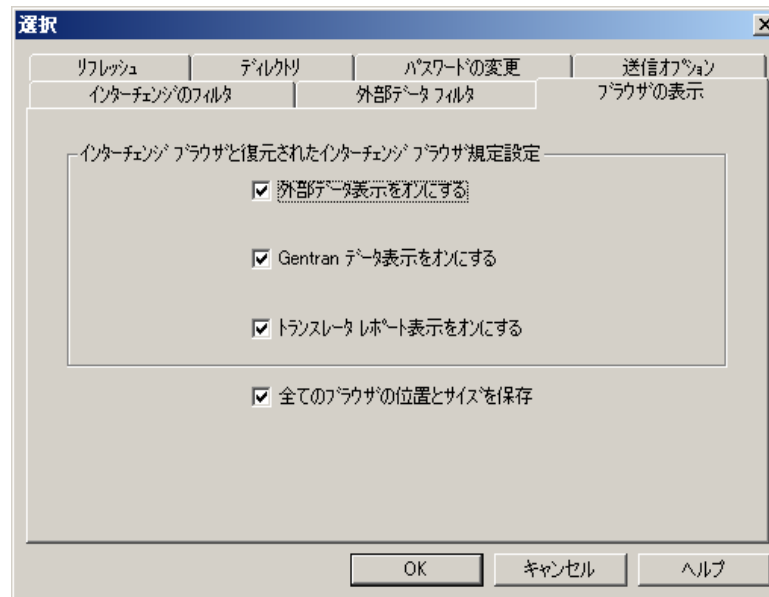 選択
リフレッシュ ディレクトリ パスワードの変更 送信オプション
インターチェンジのフィルタ 外部データ フィルタ ブラウザの表示
インターチェンジ ブラウザと復元されたインターチェンジ ブラウザ規定設定
外部データ表示をオンにする
Gentran データ表示をオンにする
トランスレータ レポート表示をオンにする
全てのブラウザの位置とサイズを保存
OK キャンセル ヘルプ